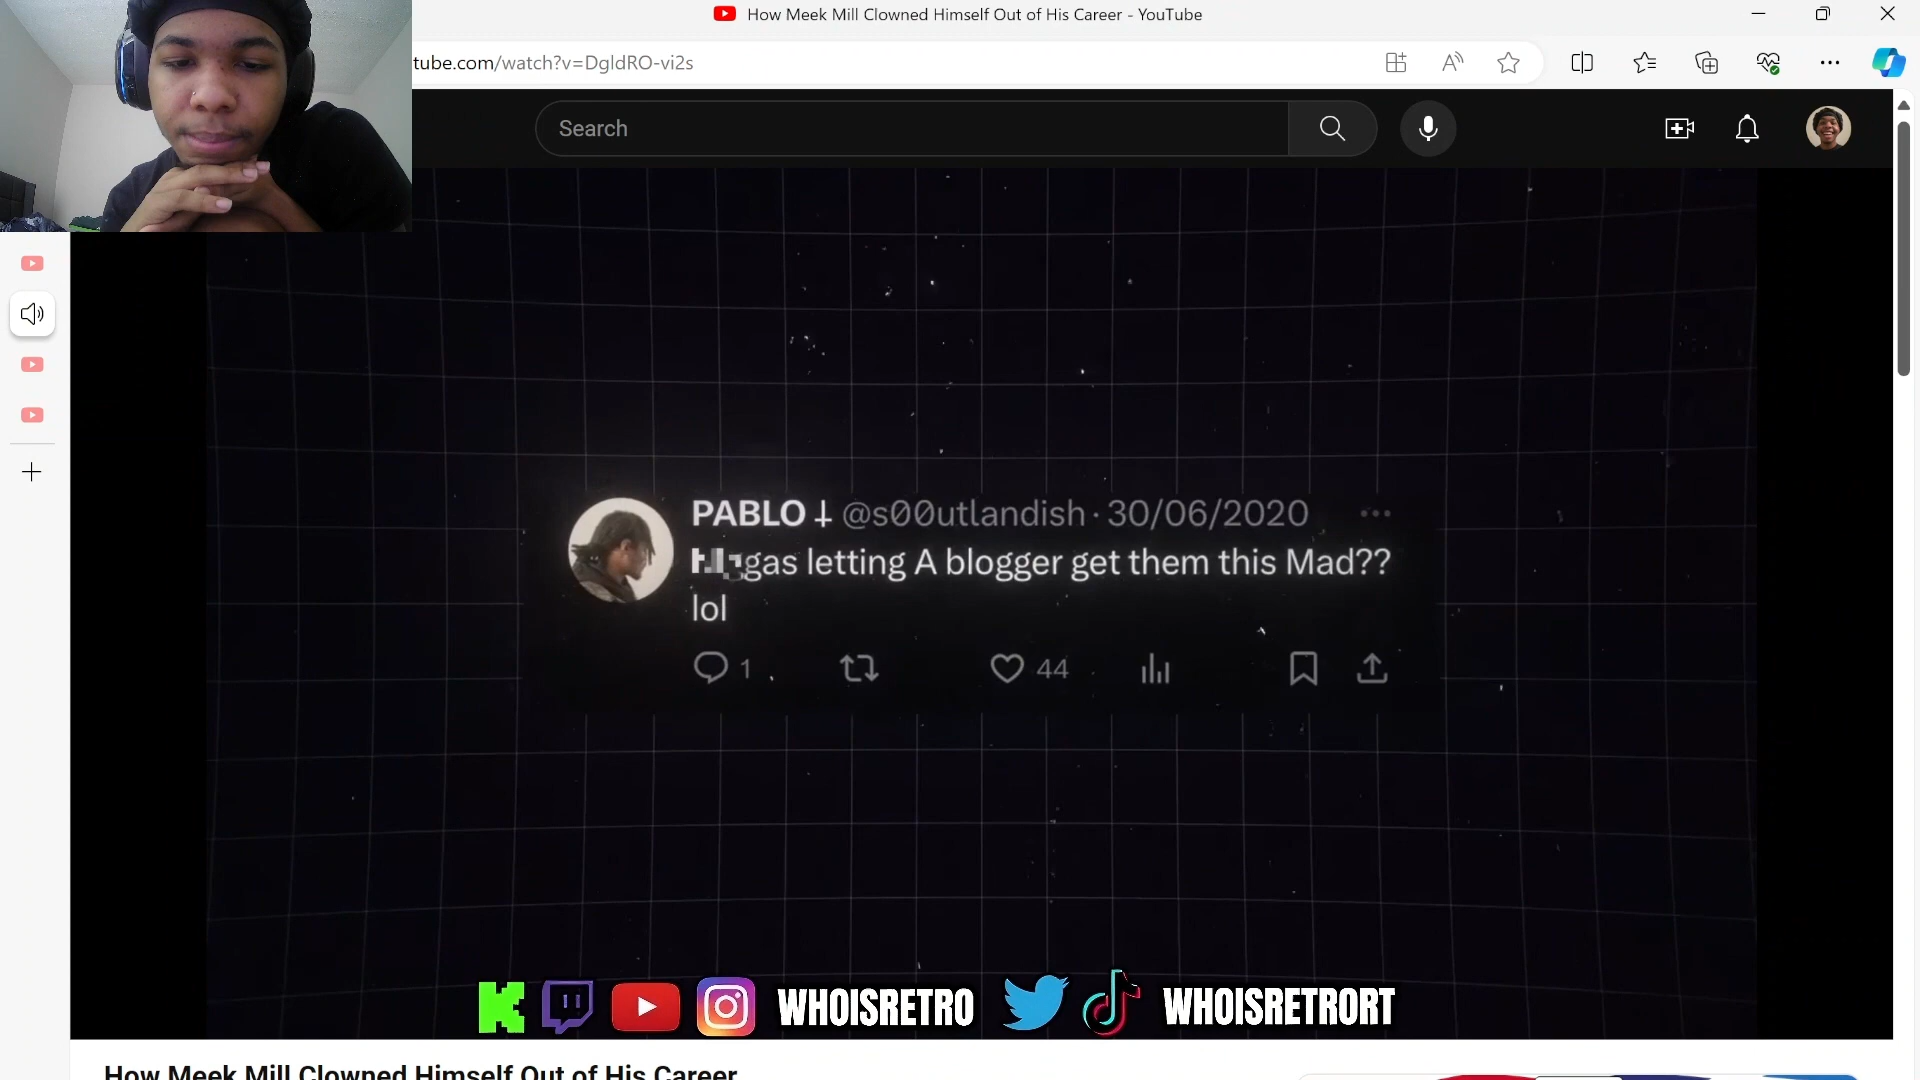 How Meek Mill Clowned Himself Out of His Career - YouTube
tube.com/watch?v=DgldRO-vi2s
Search
PABLO @s00utlandish · 30/06/2020
gas letting A blogger get them this Mad??
lol
1
44
WHOISRETRO
WHOISRETRORT
How Meek Mill Clowned Himself Out of His Career